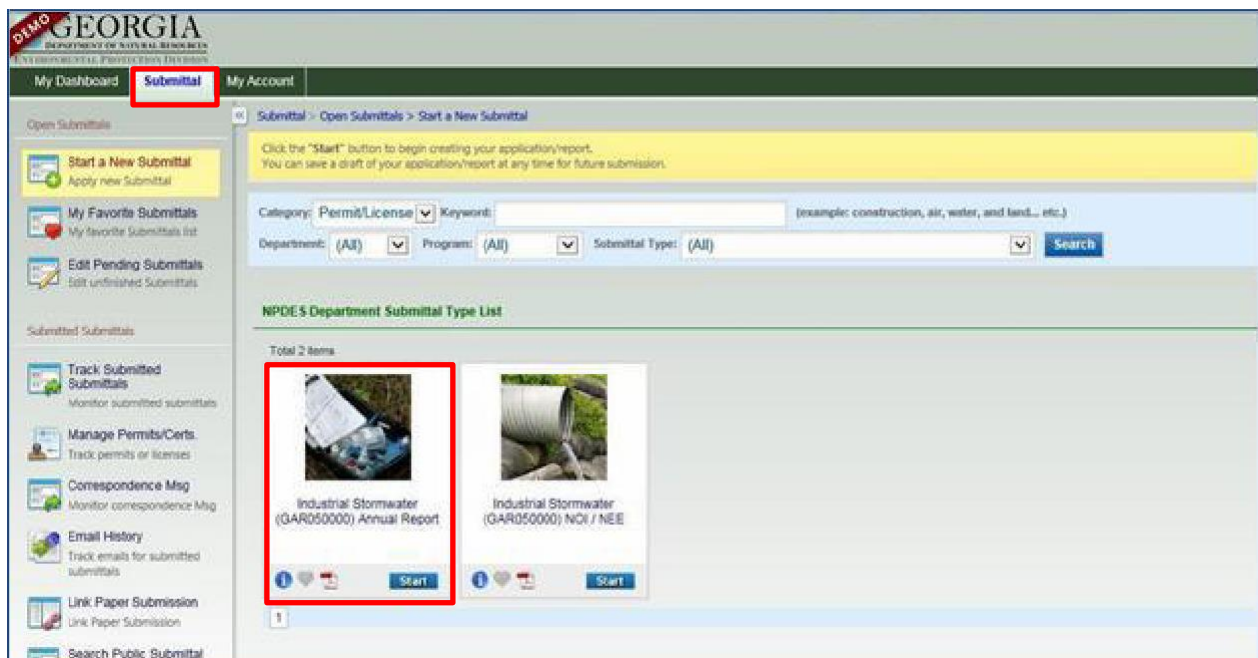 DEMO
GEORGIA
DEPARTMENT OF NATURAL RESOURCES
ENVIRONMENTAL PROTECTION DIVISION
My Dashboard Submittal My Account
Open Submittals
Start a New Submittal
Apply new Submittal
My Favorite Submittals
My favorite Submittals list
Edit Pending Submittals
Edit unfinished Submittals
Submitted Submittals
Track Submitted
Submittals
Monitor submitted submittals
Manage Permits/Certs.
Track permits or licenses
Correspondence Msg
Monitor correspondence Msg
Email History
Track emails for submitted
submittals
Link Paper Submission
Link Paper Submission
Search Public Submittal
« Submittal > Open Submittals > Start a New Submittal
Click the "Start" button to begin creating your application/report.
You can save a draft of your application/report at any time for future submission.
Category: Permit/License Keyword: (example: construction, air, water, and land... etc.)
Department: (All) Program: (All) Submittal Type: (All) Search
NPDES Department Submittal Type List
Total 2 items
Industrial Stormwater
(GAR050000) Annual Report
Start
Industrial Stormwater
(GAR050000) NOI / NEE
Start
1